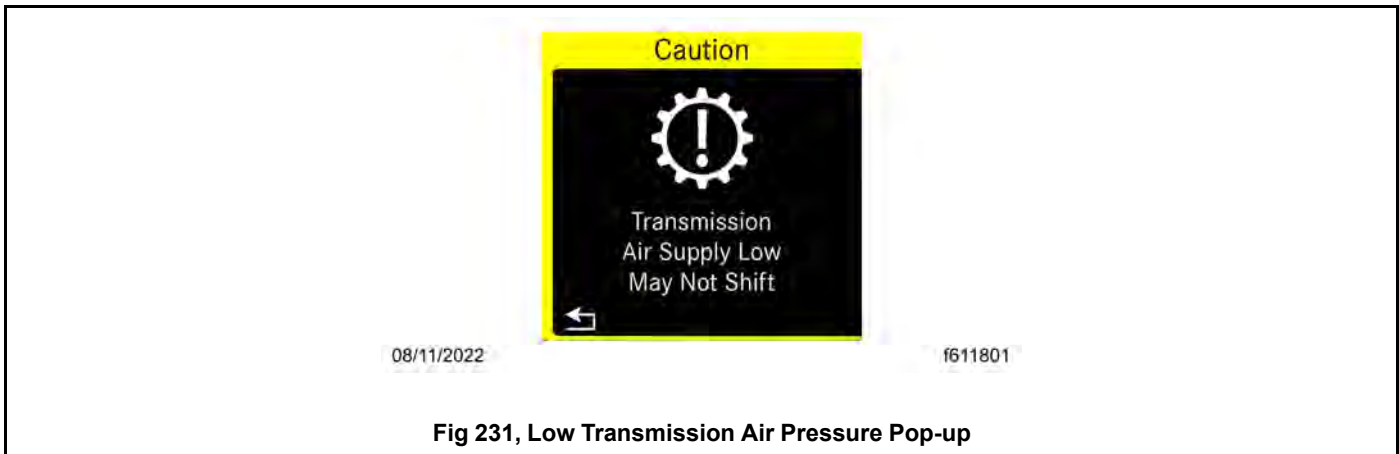 Caution
Transmission
Air Supply Low
May Not Shift
08/11/2022
f611801
Fig 231, Low Transmission Air Pressure Pop-up